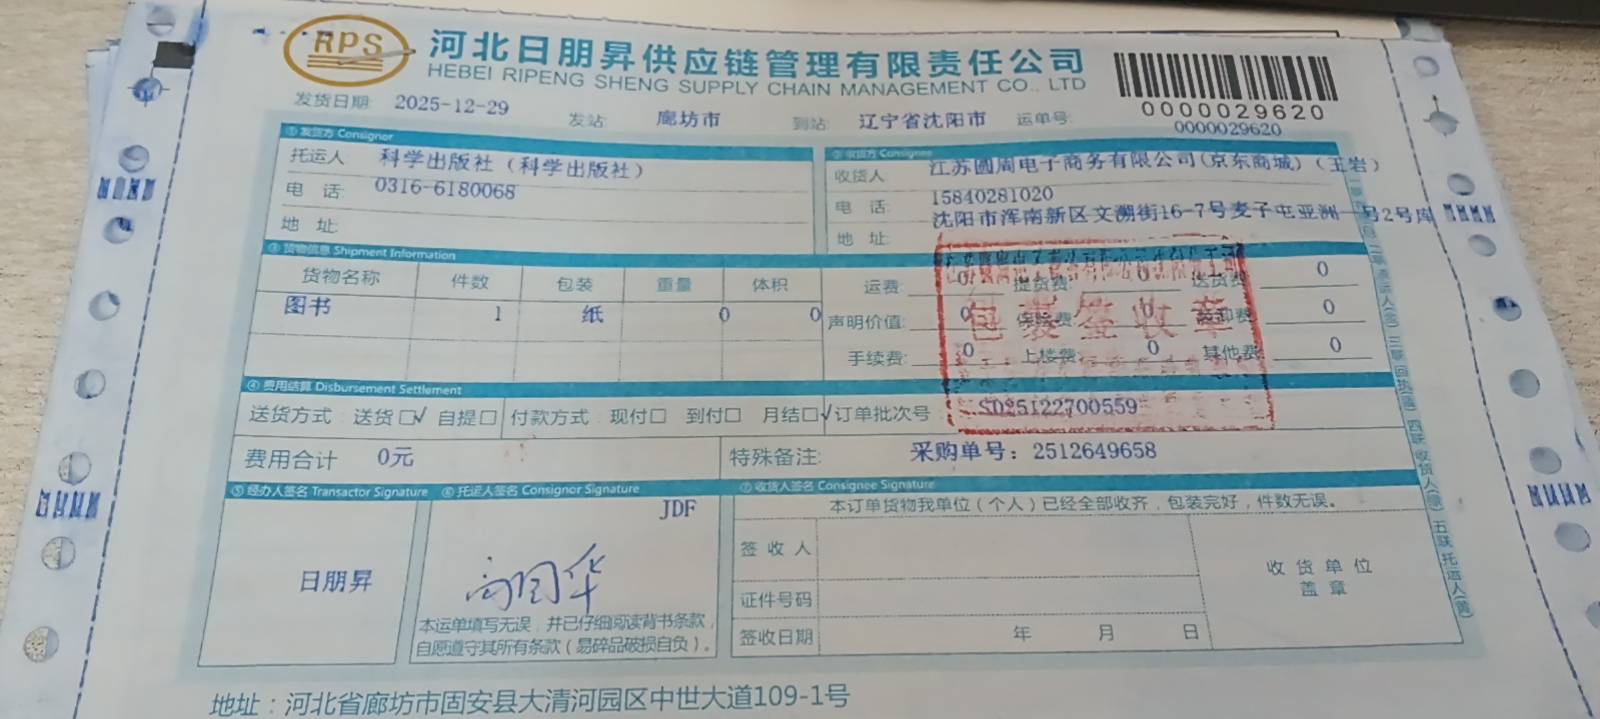 RPS
河北日朋昇供应链管理有限责任公司
HEBEI RIPENG SHENG SUPPLY CHAIN MANAGEMENT CO., LTD
0000029620
发货日期: 2025-12-29 发站: 廊坊市 到站: 辽宁省沈阳市 运单号: 0000029620
①发货方 Consignor
托运人 科学出版社（科学出版社）
电 话: 0316-6180068
地 址:
②收货方 Consignee
收货人 江苏圆周电子商务有限公司(京东商城)（玉岩）
电 话: 15840281020
地 址: 沈阳市浑南新区文溯街16-7号麦子屯亚洲一号2号库
③货物信息 Shipment Information
货物名称 件数 包装 重量 体积
图书 1 纸 0 0
运费: 0 提货费: 0 送货费: 0
声明价值: 0 保险费: 0 装卸费: 0
手续费: 0 上楼费: 0 其他费: 0
包装签收章
④费用结算 Disbursement Settlement
送货方式: 送货□√ 自提□ 付款方式: 现付□ 到付□ 月结□√ 订单批次号: SD25122700559
费用合计 0元 特殊备注: 采购单号：2512649658
⑤经办人签名 Transactor Signature
日朋昇
⑥托运人签名 Consignor Signature
JDF
本运单填写无误，并已仔细阅读背书条款，
自愿遵守其所有条款（易碎品破损自负）。
⑦收货人签名 Consignee Signature
本订单货物我单位（个人）已经全部收齐，包装完好，件数无误。
签 收 人
证件号码
签收日期 年 月 日
收 货 单 位
盖 章
地址：河北省廊坊市固安县大清河园区中世大道109-1号